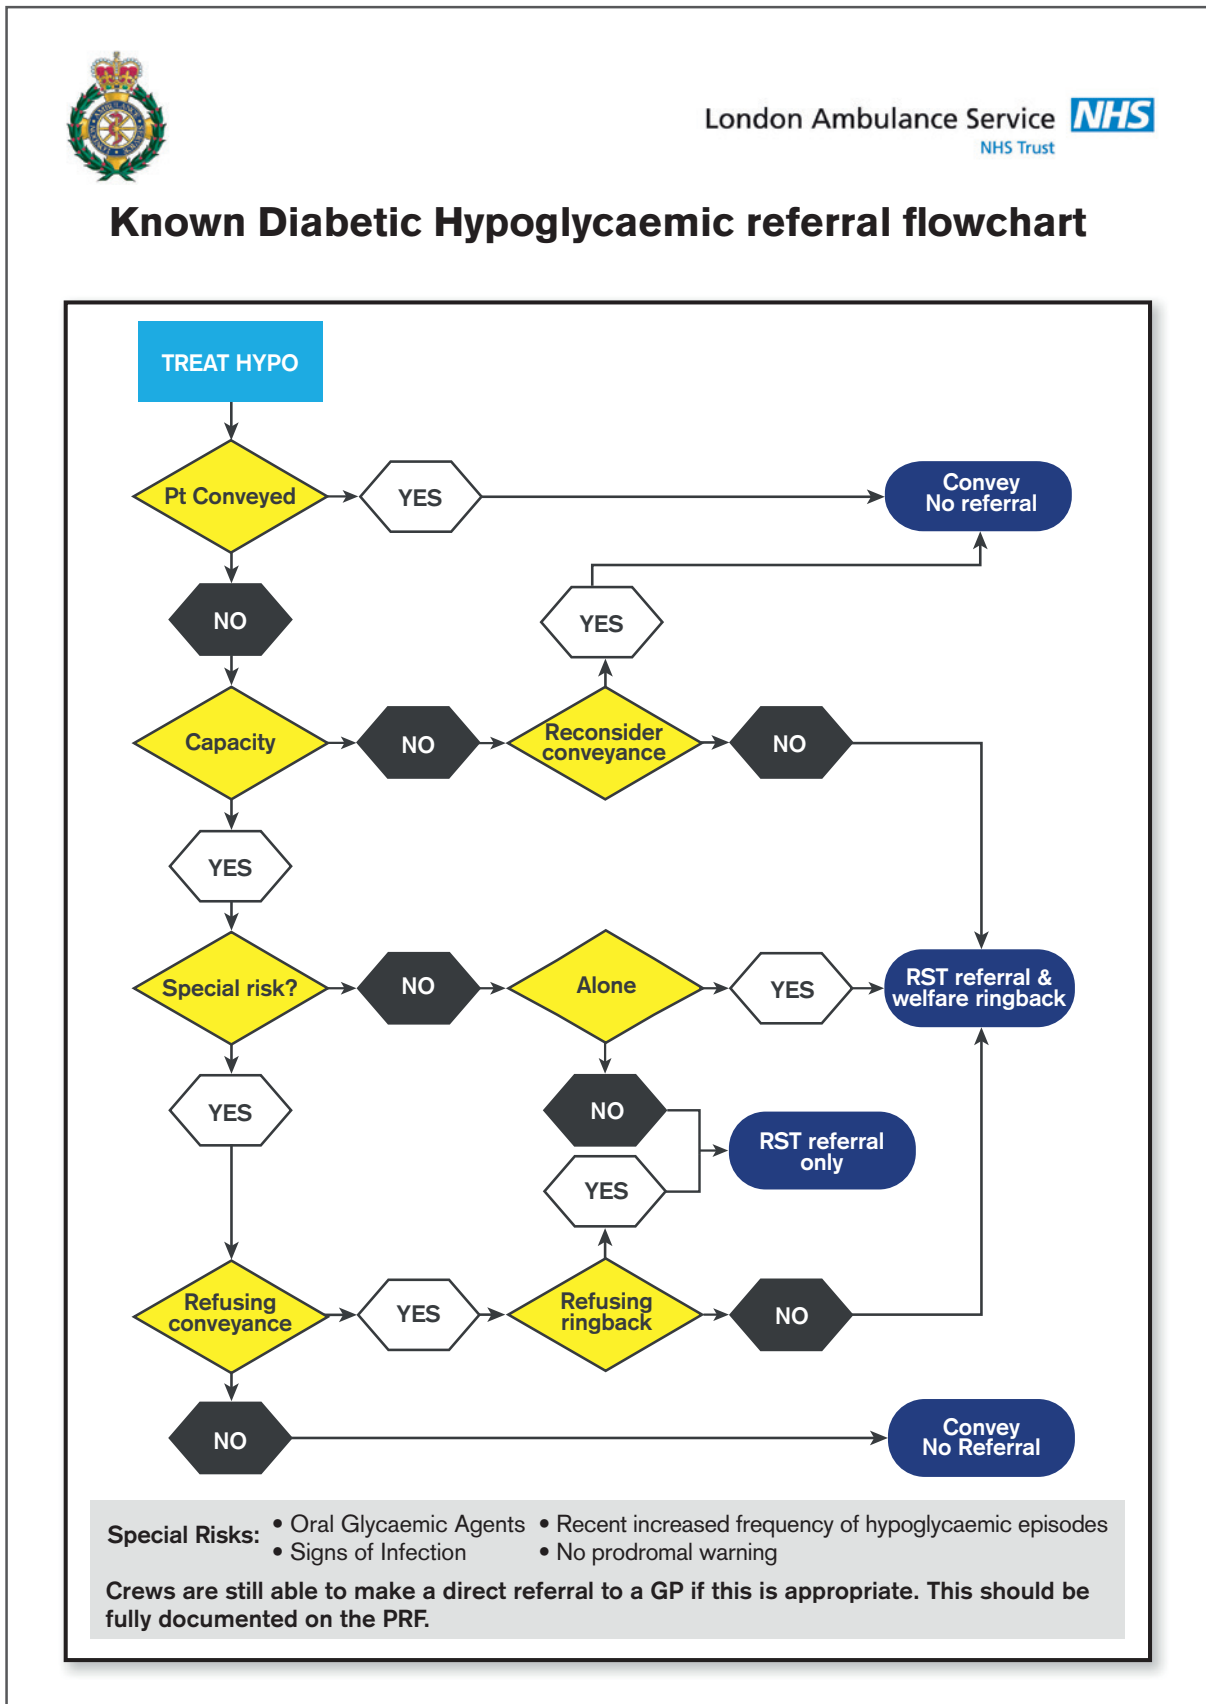 London Ambulance Service NHS
NHS Trust
Known Diabetic Hypoglycaemic referral flowchart
TREAT HYPO
Pt Conveyed
YES
Convey
No referral
NO
YES
Capacity
NO
Reconsider
conveyance
NO
YES
Special risk?
NO
Alone
YES
RST referral &
welfare ringback
YES
NO
RST referral
only
YES
Refusing
conveyance
YES
Refusing
ringback
NO
NO
Convey
No Referral
Special Risks: • Oral Glycaemic Agents • Recent increased frequency of hypoglycaemic episodes
• Signs of Infection • No prodromal warning
Crews are still able to make a direct referral to a GP if this is appropriate. This should be
fully documented on the PRF.